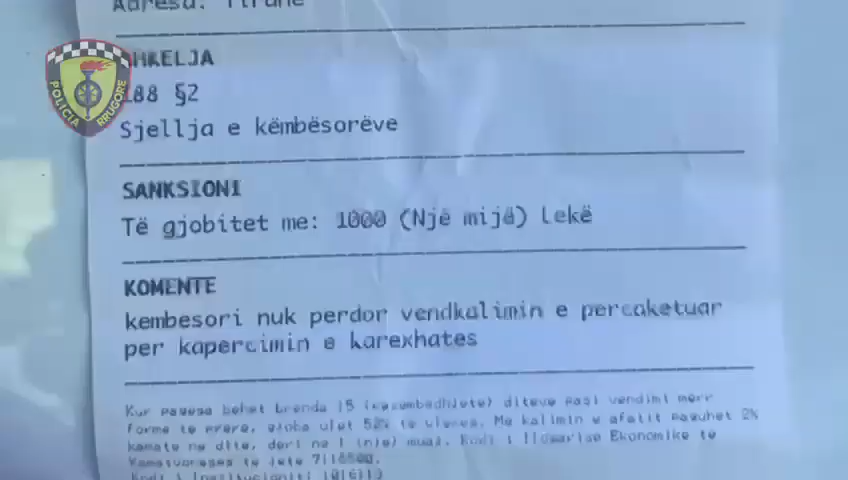 Adresa: Tiranë
SHKELJA
POLICIA RRUGORE
188 §2
Sjellja e këmbësorëve
SANKSIONI
Të gjobitet me: 1000 (Një mijë) Lekë
KOMENTE
kembesori nuk perdor vendkalimin e percaketuar
per kapercimin e karexhates
Kur pagesa behet brenda 15 (pesembedhjete) diteve pasi vendimi merr
forme te prere, gjoba ulet te vleres. Me kalimin e afatit paguhet 2%
kamate ne dite, deri ne 1 (nje) muaj. Kodi i Ekonomike te